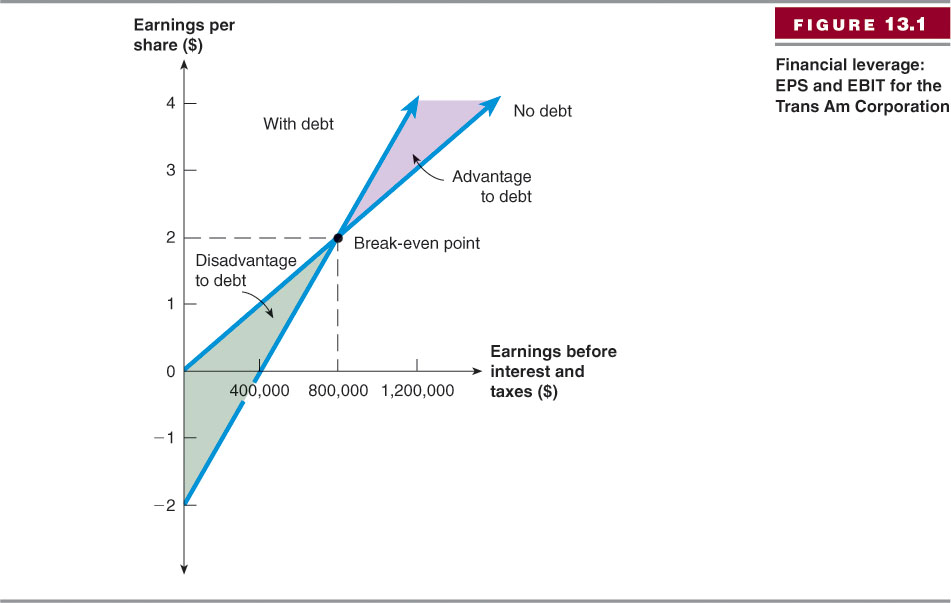 Earnings per
share ($)
FIGURE 13.1
Financial leverage:
EPS and EBIT for the
Trans Am Corporation
4
With debt
No debt
3
Advantage
to debt
2
Break-even point
Disadvantage
to debt
1
Earnings before
interest and
taxes ($)
0
400,000 800,000 1,200,000
−1
−2